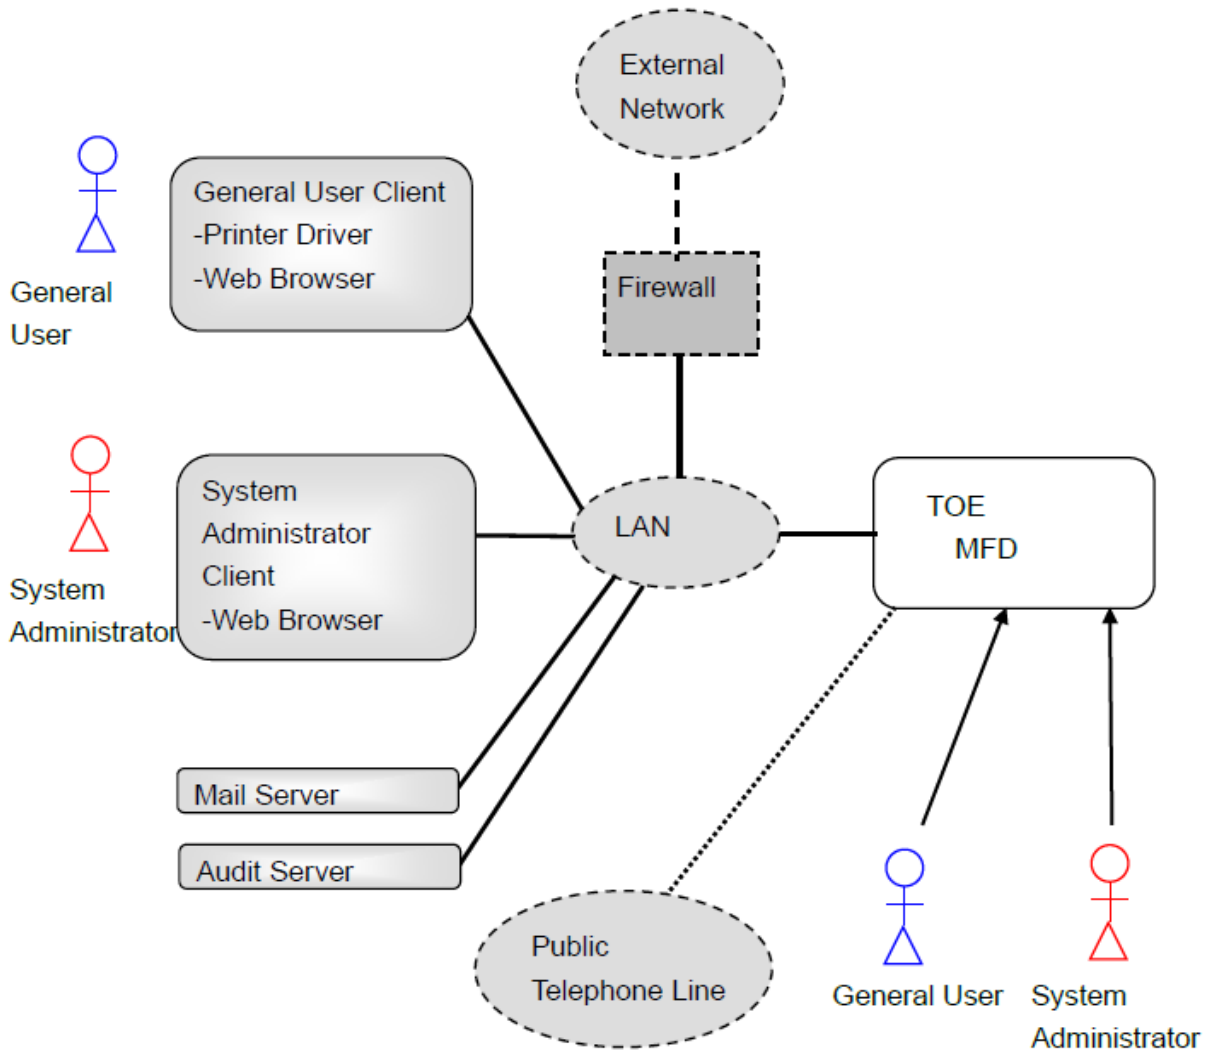 External
Network
General User Client
-Printer Driver
-Web Browser
General
User
Firewall
System
Administrator
Client
-Web Browser
System
Administrator
LAN
TOE
MFD
Mail Server
Audit Server
Public
Telephone Line
General User
System
Administrator